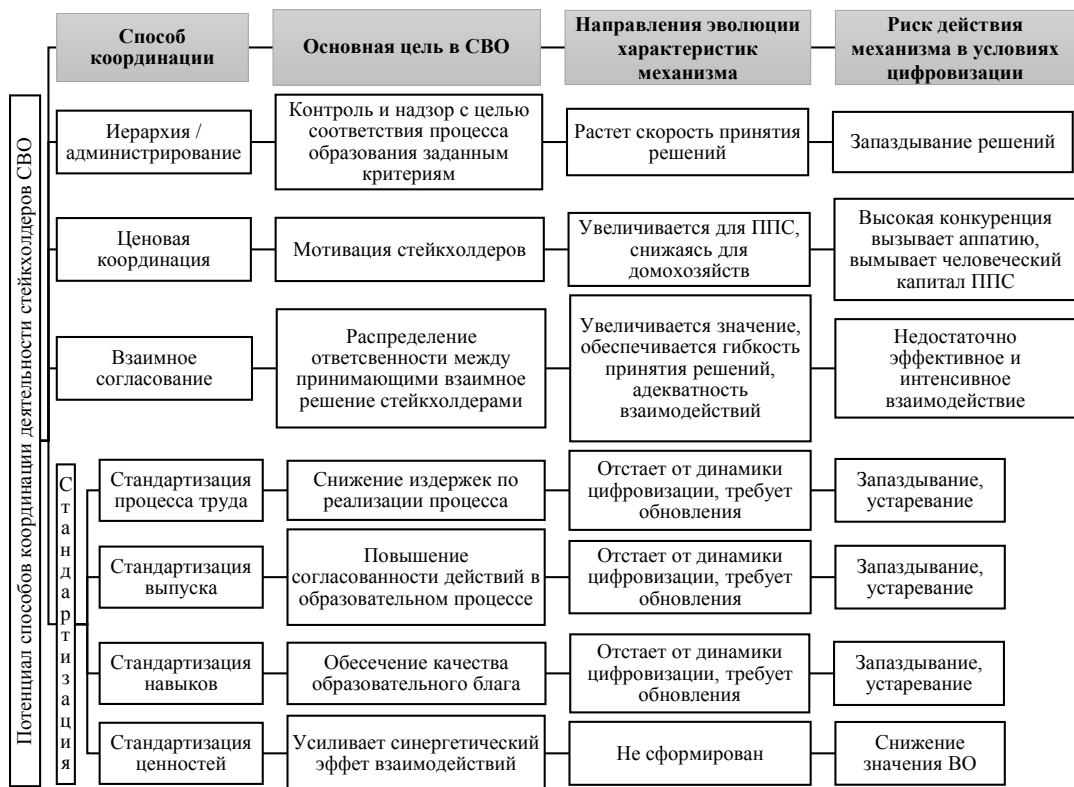 Потенциал способов координации деятельности стейкхолдеров СВО
Способ
координации
Основная цель в СВО
Направления эволюции
характеристик
механизма
Риск действия
механизма в условиях
цифровизации
Иерархия /
администрирование
Контроль и надзор с целью
соответствия процесса
образования заданным
критериям
Растет скорость принятия
решений
Запаздывание решений
Ценовая
координация
Мотивация стейкхолдеров
Увеличивается для ППС,
снижаясь для
домохозяйств
Высокая конкуренция
вызывает аппатию,
вымывает человеческий
капитал ППС
Взаимное
согласование
Распределение
ответсвенности между
принимающими взаимное
решение стейкхолдерами
Увеличивается значение,
обеспечивается гибкость
принятия решений,
адекватность
взаимодействий
Недостаточно
эффективное и
интенсивное
взаимодействие
Стандартизация
Стандартизация
процесса труда
Снижение издержек по
реализации процесса
Отстает от динамики
цифровизации, требует
обновления
Запаздывание,
устаревание
Стандартизация
выпуска
Повышение
согласованности действий в
образовательном процессе
Отстает от динамики
цифровизации, требует
обновления
Запаздывание,
устаревание
Стандартизация
навыков
Обесечение качества
образовательного блага
Отстает от динамики
цифровизации, требует
обновления
Запаздывание,
устаревание
Стандартизация
ценностей
Усиливает синергетический
эффект взаимодействий
Не сформирован
Снижение
значения ВО